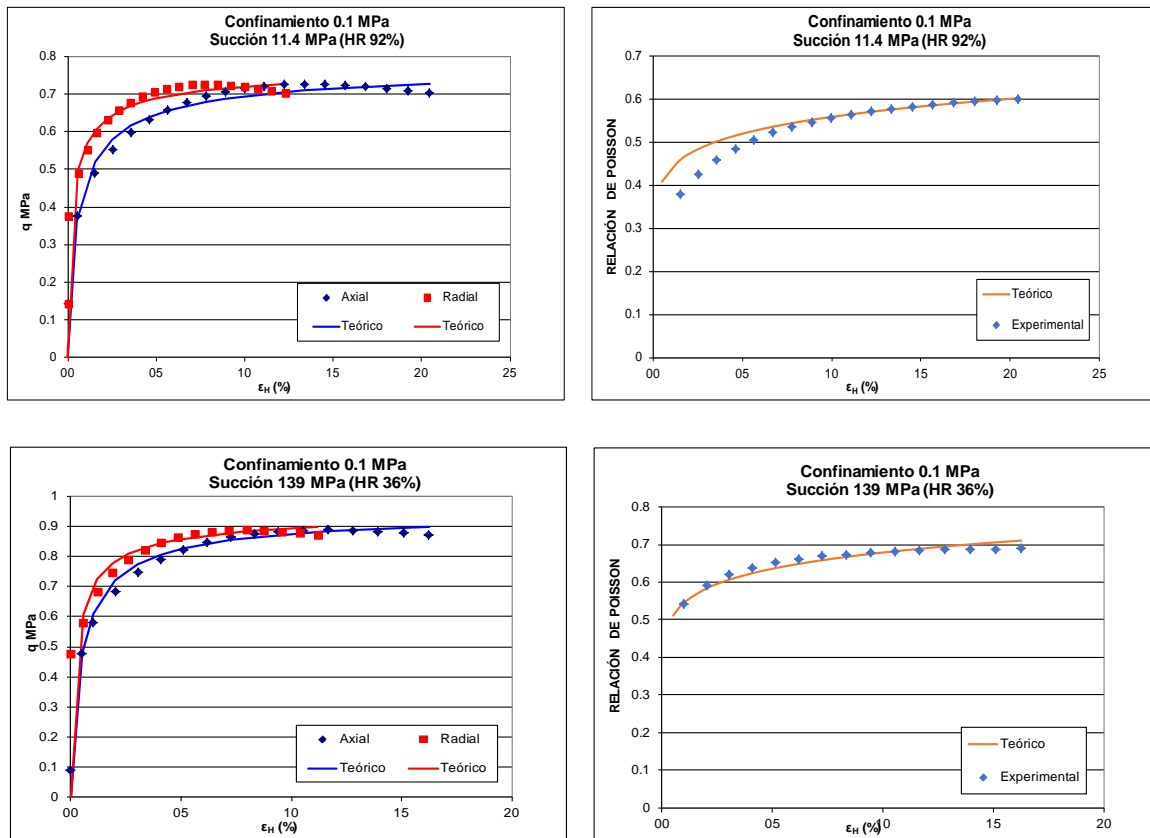 Confinamiento 0.1 MPa
Succión 11.4 MPa (HR 92%)
0.8
0.7
0.6
0.5
0.4
0.3
0.2
0.1
0
q MPa
Axial
Radial
Teórico
Teórico
00
05
10
15
20
25
ε_H (%)
Confinamiento 0.1 MPa
Succión 11.4 MPa (HR 92%)
0.7
0.6
0.5
0.4
0.3
0.2
0.1
0
RELACIÓN DE POISSON
Teórico
Experimental
00
05
10
15
20
25
ε_H (%)
Confinamiento 0.1 MPa
Succión 139 MPa (HR 36%)
1
0.9
0.8
0.7
0.6
0.5
0.4
0.3
0.2
0.1
0
q MPa
Axial
Radial
Teórico
Teórico
00
05
10
15
20
ε_H (%)
Confinamiento 0.1 MPa
Succión 139 MPa (HR 36%)
0.8
0.7
0.6
0.5
0.4
0.3
0.2
0.1
0
RELACIÓN DE POISSON
Teórico
Experimental
00
05
10
15
20
ε_H (%)